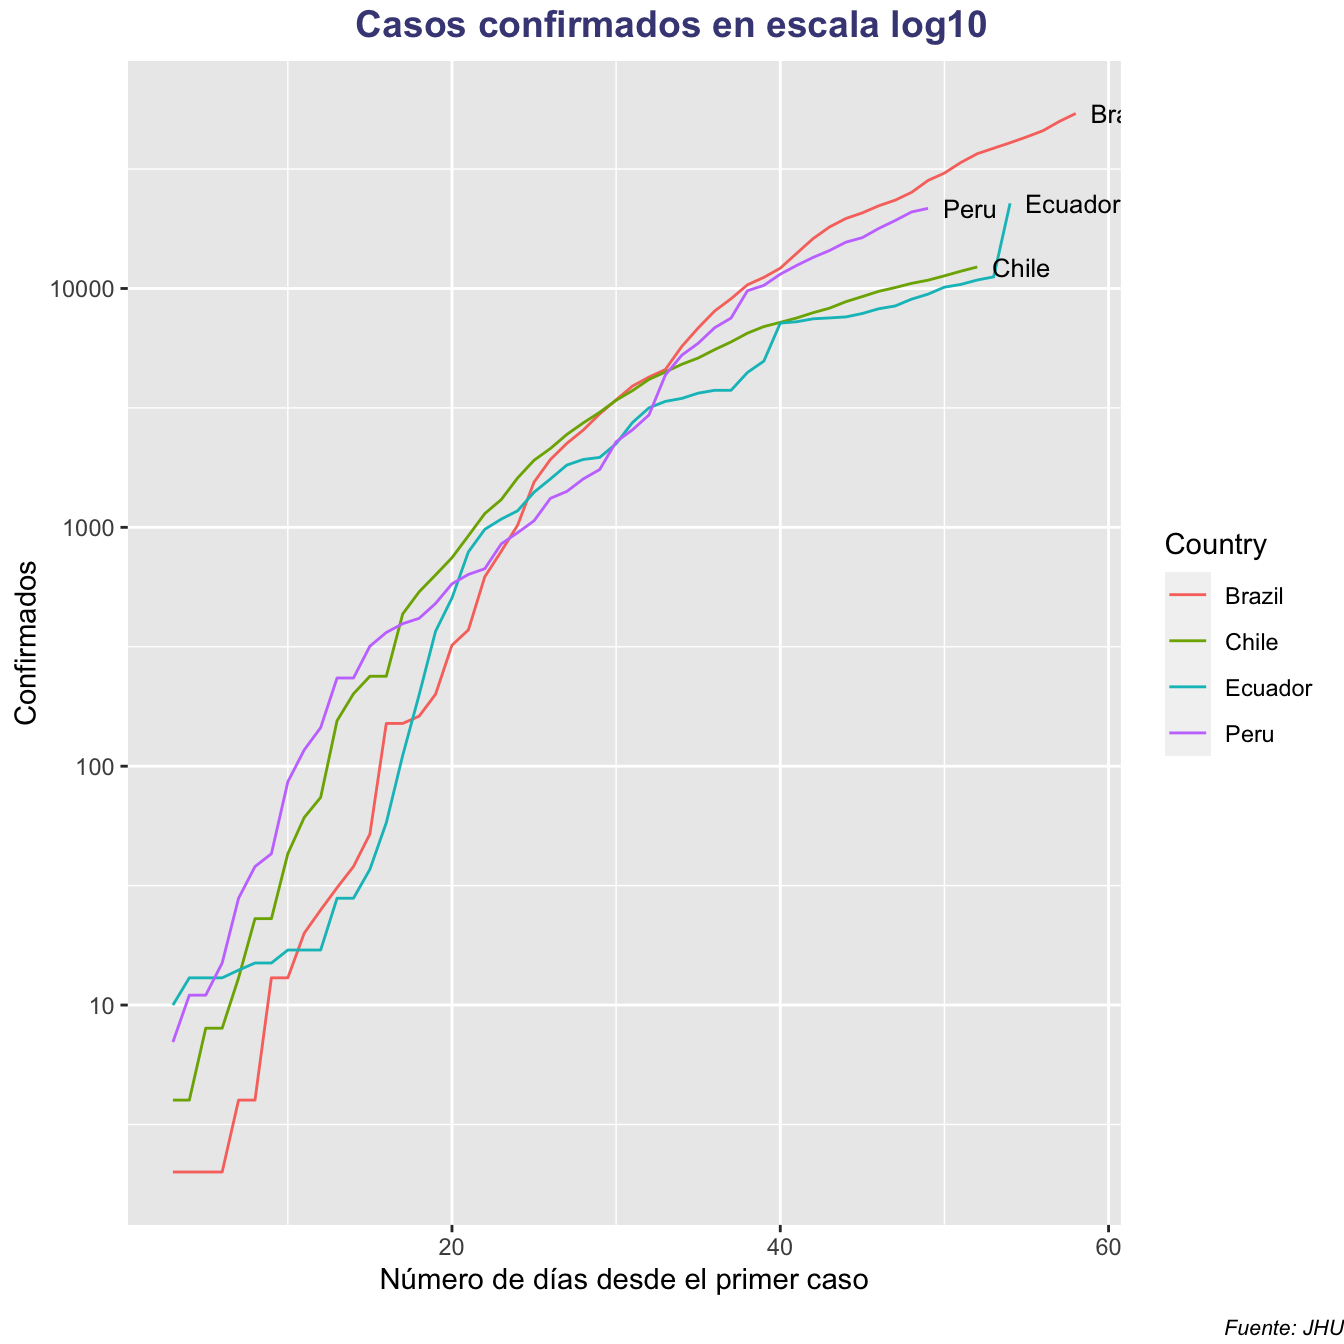 Casos confirmados en escala log10
Confirmados
10000
1000
100
10
Bra
Peru
Ecuador
Chile
20
40
60
Número de días desde el primer caso
Country
Brazil
Chile
Ecuador
Peru
Fuente: JHU